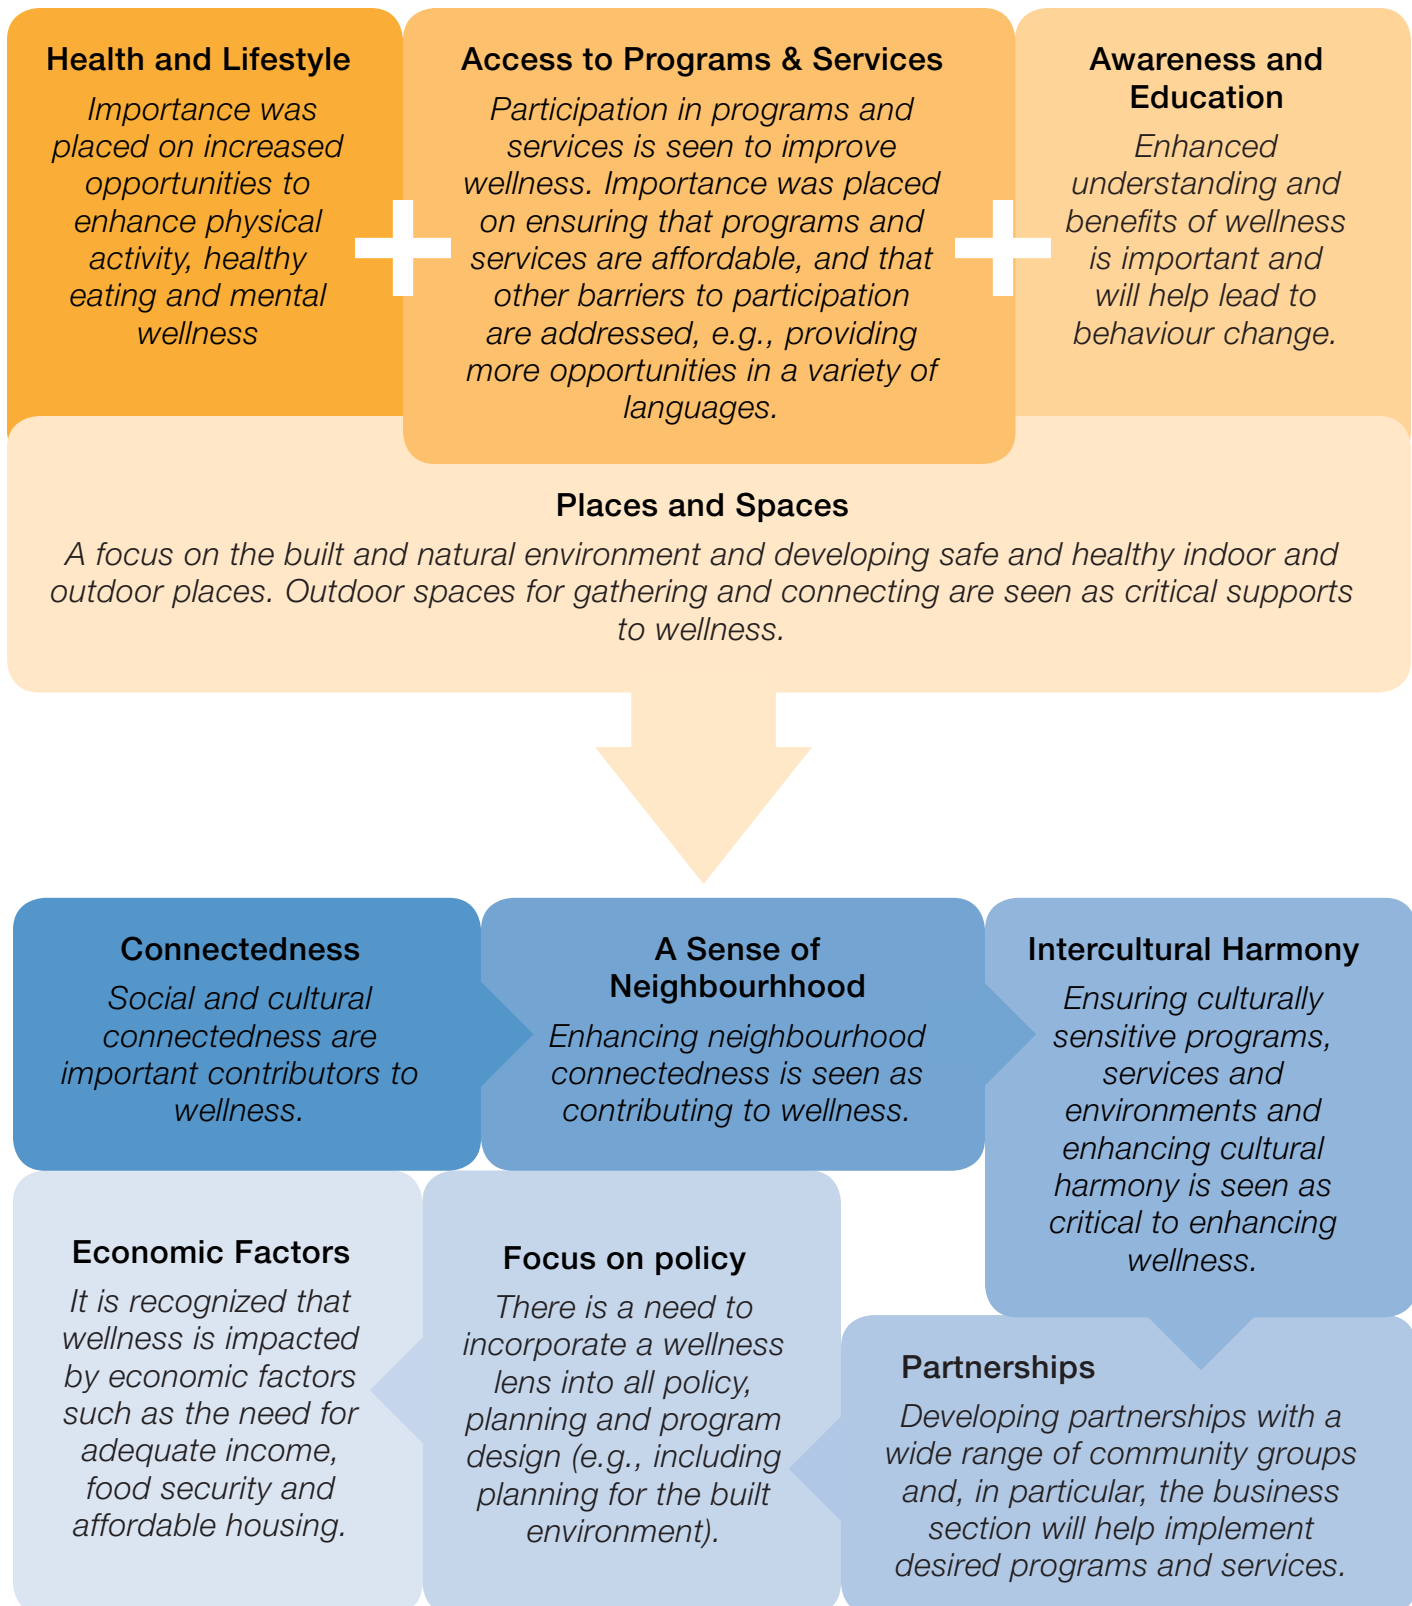 Health and Lifestyle
Importance was
placed on increased
opportunities to
enhance physical
activity, healthy
eating and mental
wellness
Access to Programs & Services
Participation in programs and
services is seen to improve
wellness. Importance was placed
on ensuring that programs and
services are affordable, and that
other barriers to participation
are addressed, e.g., providing
more opportunities in a variety of
languages.
Awareness and
Education
Enhanced
understanding and
benefits of wellness
is important and
will help lead to
behaviour change.
Places and Spaces
A focus on the built and natural environment and developing safe and healthy indoor and
outdoor places. Outdoor spaces for gathering and connecting are seen as critical supports
to wellness.
Connectedness
Social and cultural
connectedness are
important contributors to
wellness.
A Sense of
Neighbourhhood
Enhancing neighbourhood
connectedness is seen as
contributing to wellness.
Intercultural Harmony
Ensuring culturally
sensitive programs,
services and
environments and
enhancing cultural
harmony is seen as
critical to enhancing
wellness.
Economic Factors
It is recognized that
wellness is impacted
by economic factors
such as the need for
adequate income,
food security and
affordable housing.
Focus on policy
There is a need to
incorporate a wellness
lens into all policy,
planning and program
design (e.g., including
planning for the built
environment).
Partnerships
Developing partnerships with a
wide range of community groups
and, in particular, the business
section will help implement
desired programs and services.